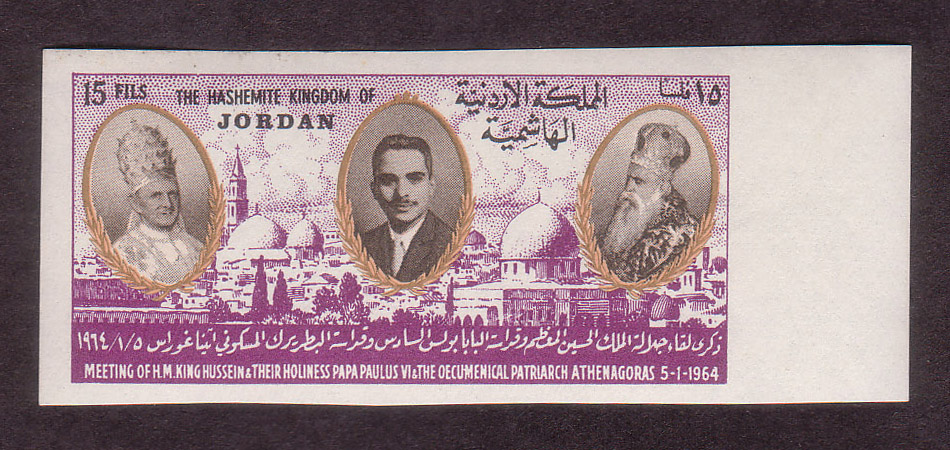 15 FILS
THE HASHEMITE KINGDOM OF
JORDAN
المملكة الاردنية
الهاشمية
١٥ فلسا
ذكرى لقاء جلالة الملك الحسين المعظم وقداسة البابا بولس السادس وقداسة البطريرك المسكوني اثيناغوراس ١٩٦٤/١/٥
MEETING OF H.M. KING HUSSEIN & THEIR HOLINESS PAPA PAULUS VI & THE OECUMENICAL PATRIARCH ATHENAGORAS 5-1-1964